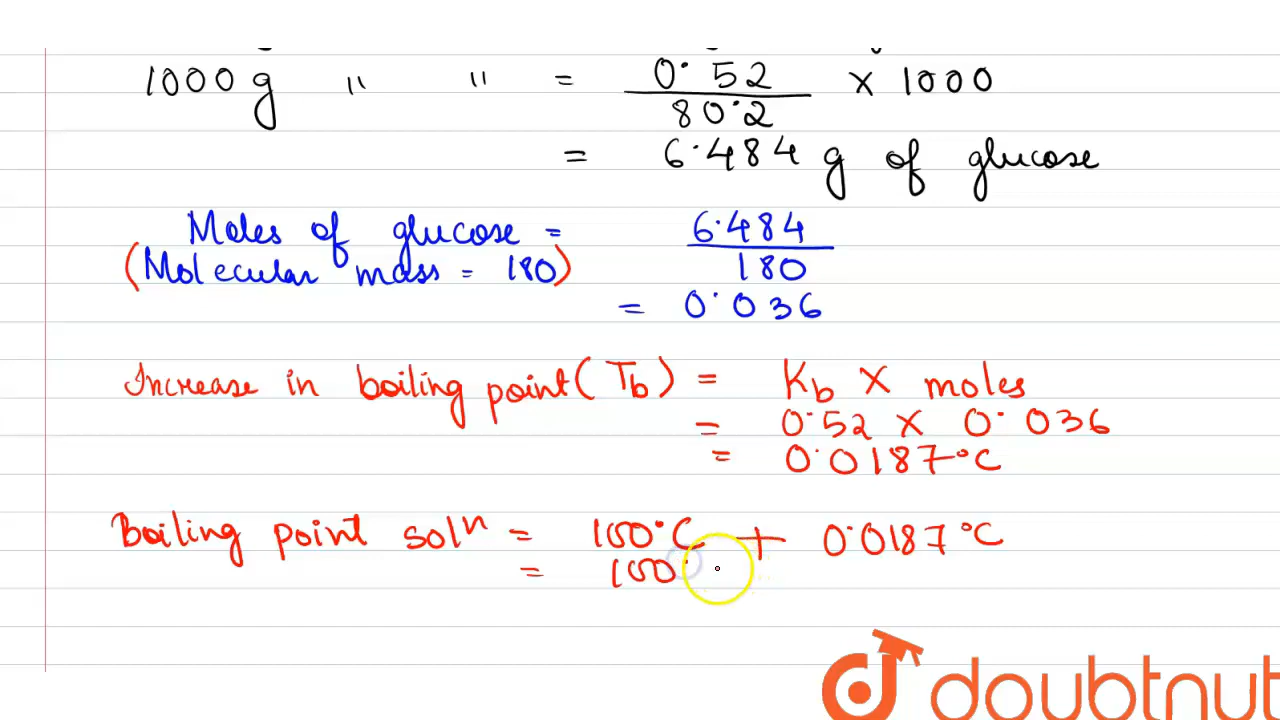 1000 g " " = 0.52 / 80.2 × 1000
= 6.484 g of glucose
Moles of glucose = 6.484 / 180
(Molecular mass = 180)
= 0.036
Increase in boiling point (Tb) = Kb × moles
= 0.52 × 0.036
= 0.0187°C
Boiling point solⁿ = 100°C + 0.0187°C
= 100°
doubtnut